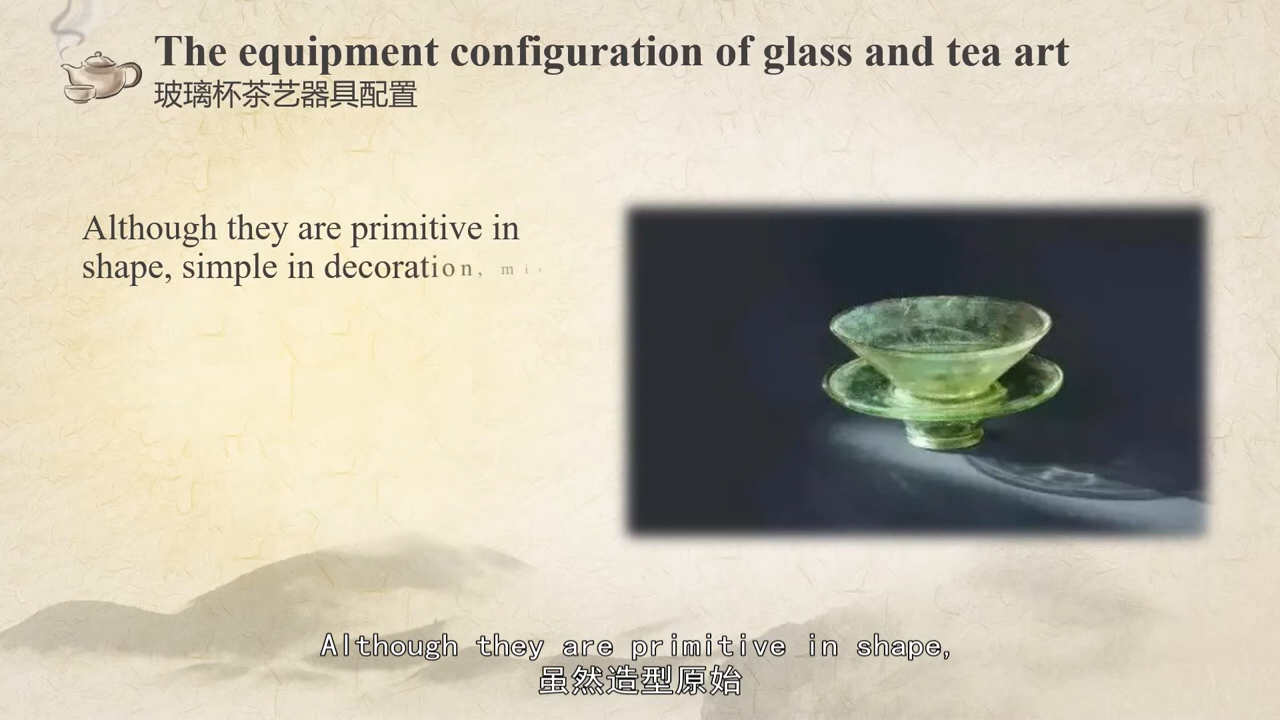 The equipment configuration of glass and tea art
玻璃杯茶艺器具配置
Although they are primitive in
shape, simple in decoration,
Although they are primitive in shape,
虽然造型原始